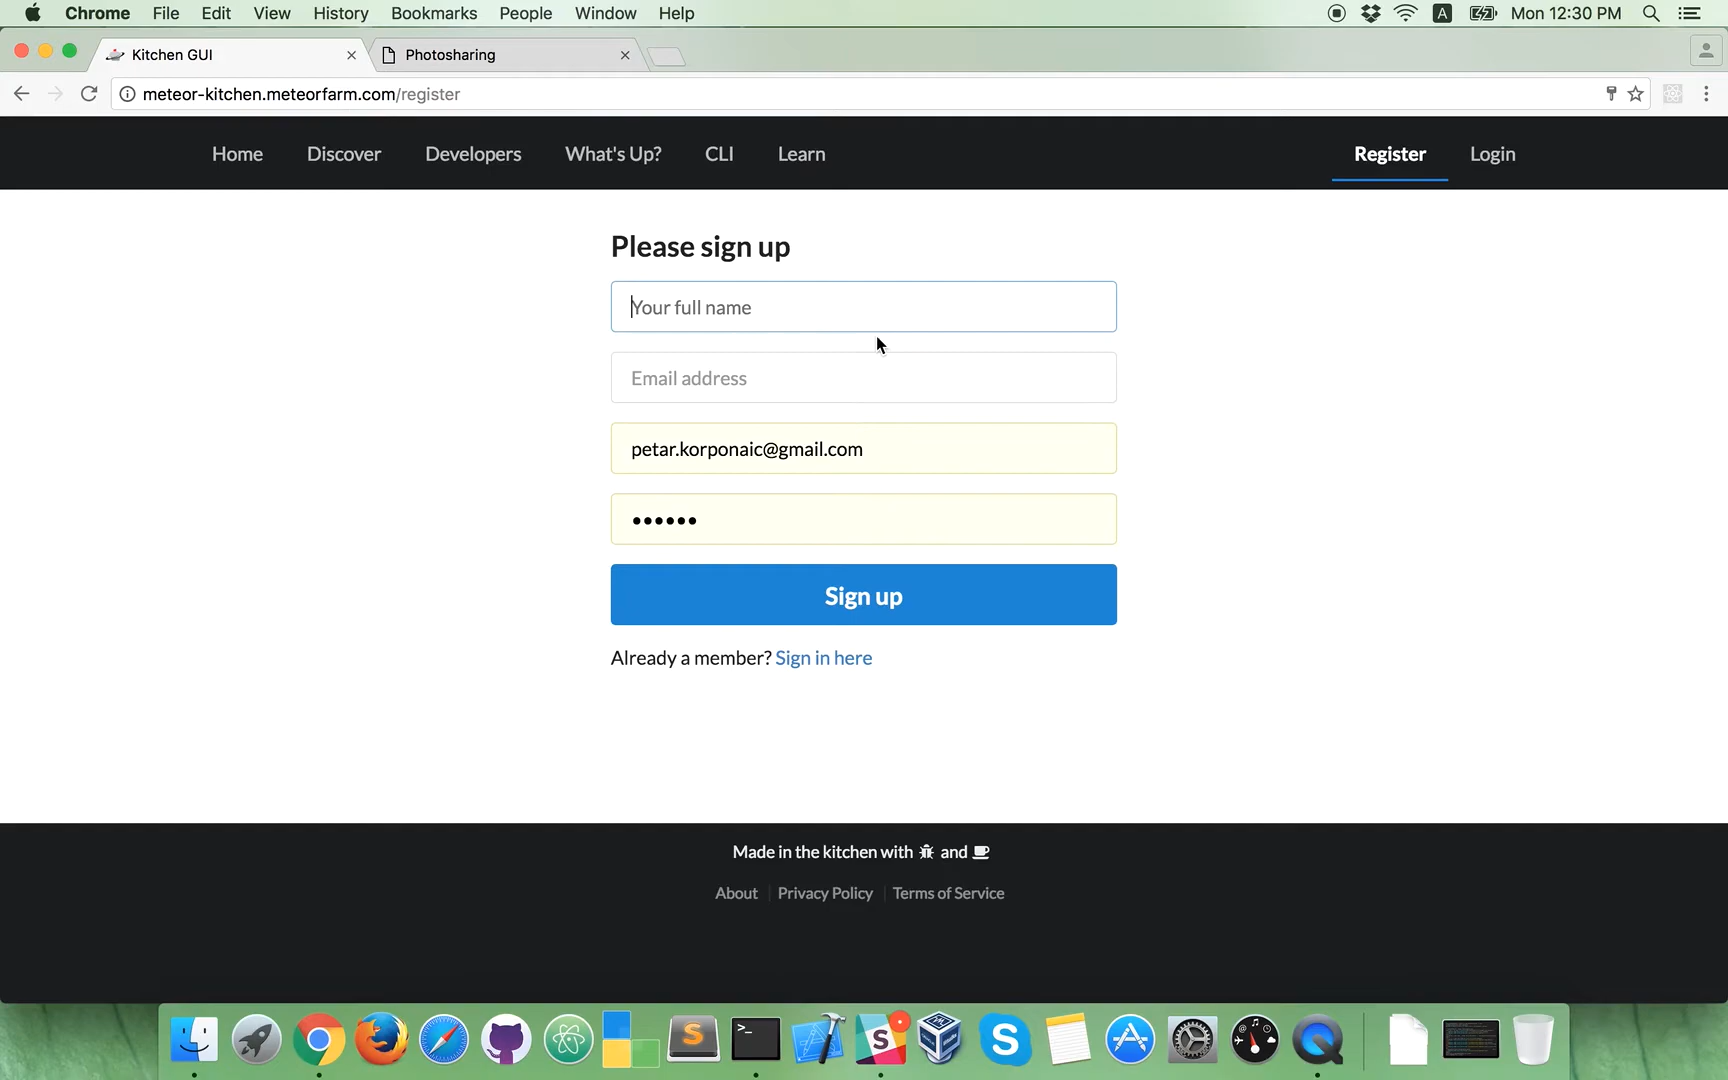 Chrome File Edit View History Bookmarks People Window Help A Mon 12:30 PM
Kitchen GUI Photosharing
meteor-kitchen.meteorfarm.com/register
Home Discover Developers What's Up? CLI Learn Register Login
Please sign up
Your full name
Email address
petar.korponaic@gmail.com
••••••
Sign up
Already a member? Sign in here
Made in the kitchen with and
About Privacy Policy Terms of Service